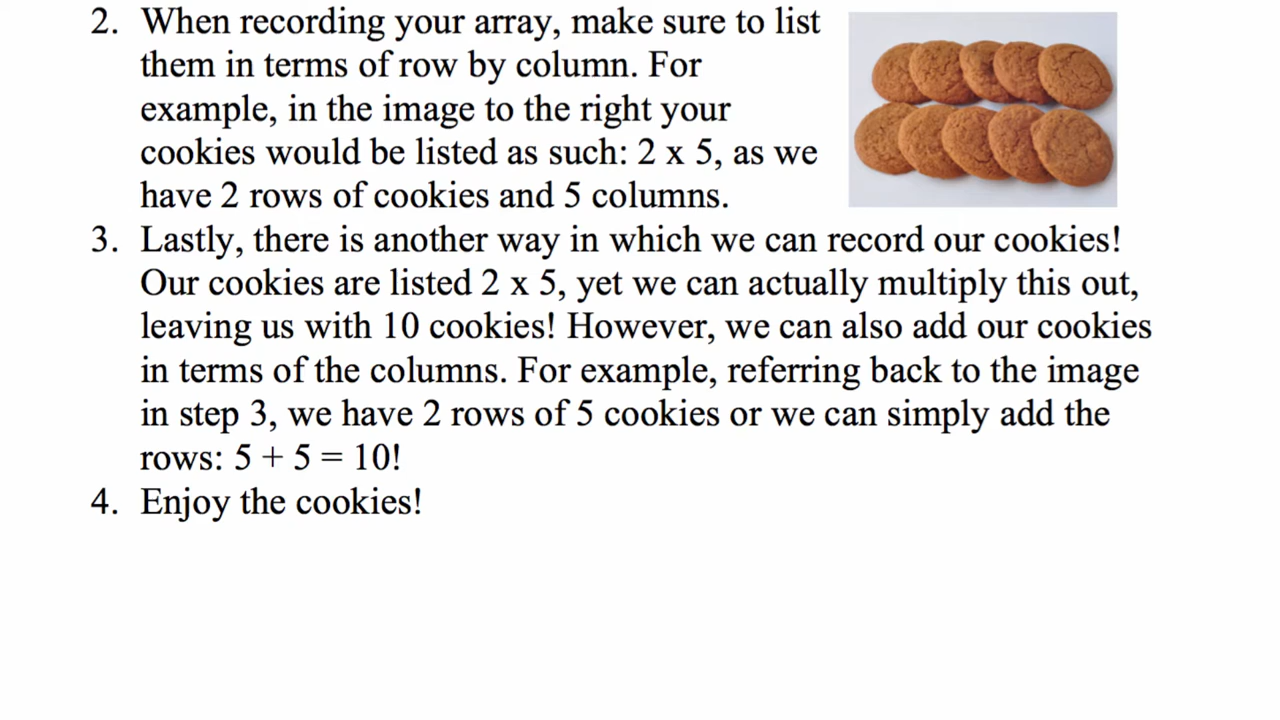 2. When recording your array, make sure to list
them in terms of row by column. For
example, in the image to the right your
cookies would be listed as such: 2 x 5, as we
have 2 rows of cookies and 5 columns.
3. Lastly, there is another way in which we can record our cookies!
Our cookies are listed 2 x 5, yet we can actually multiply this out,
leaving us with 10 cookies! However, we can also add our cookies
in terms of the columns. For example, referring back to the image
in step 3, we have 2 rows of 5 cookies or we can simply add the
rows: 5 + 5 = 10!
4. Enjoy the cookies!